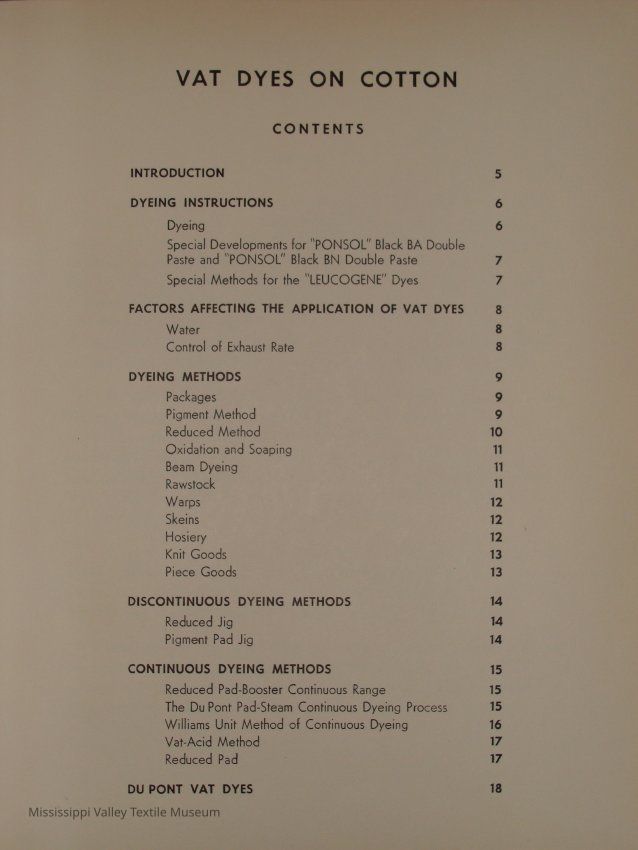 VAT DYES ON COTTON
CONTENTS
INTRODUCTION 5
DYEING INSTRUCTIONS 6
Dyeing 6
Special Developments for "PONSOL" Black BA Double
Paste and "PONSOL" Black BN Double Paste 7
Special Methods for the "LEUCOGENE" Dyes 7
FACTORS AFFECTING THE APPLICATION OF VAT DYES 8
Water 8
Control of Exhaust Rate 8
DYEING METHODS 9
Packages 9
Pigment Method 9
Reduced Method 10
Oxidation and Soaping 11
Beam Dyeing 11
Rawstock 11
Warps 12
Skeins 12
Hosiery 12
Knit Goods 13
Piece Goods 13
DISCONTINUOUS DYEING METHODS 14
Reduced Jig 14
Pigment Pad Jig 14
CONTINUOUS DYEING METHODS 15
Reduced Pad-Booster Continuous Range 15
The Du Pont Pad-Steam Continuous Dyeing Process 15
Williams Unit Method of Continuous Dyeing 16
Vat-Acid Method 17
Reduced Pad 17
DU PONT VAT DYES 18
Mississippi Valley Textile Museum